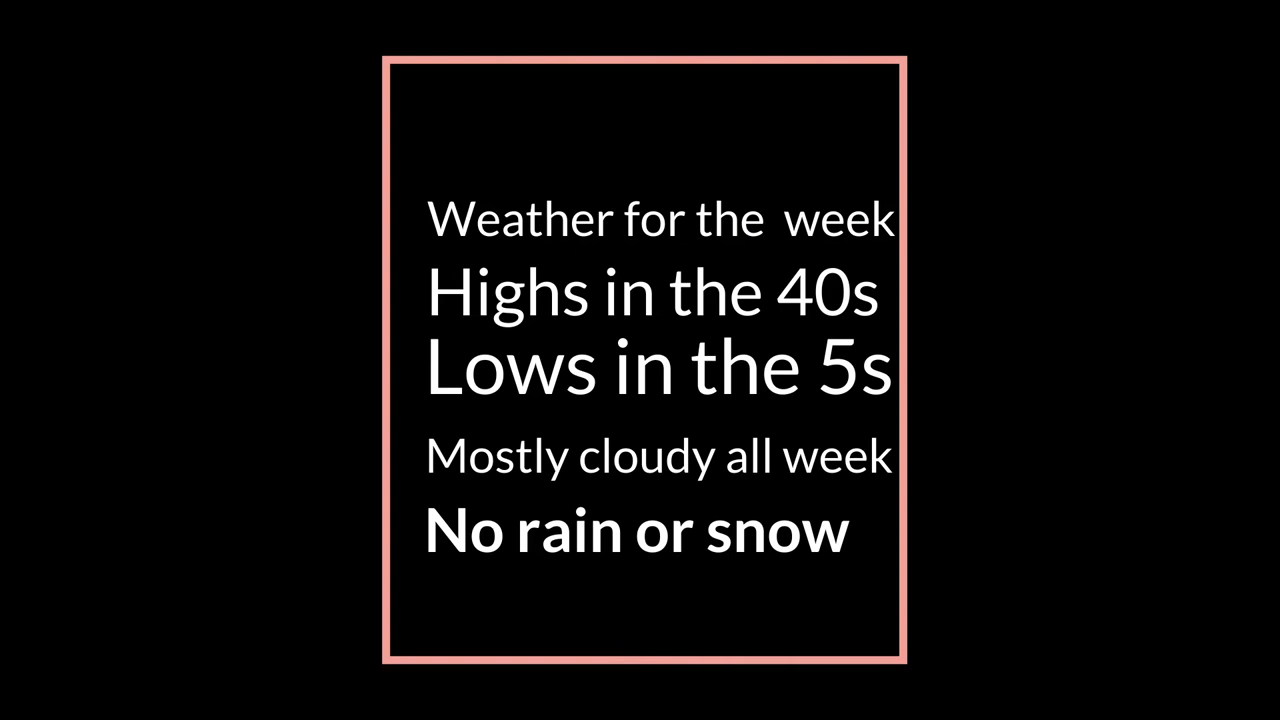 Weather for the  week
Highs in the 40s
Lows in the 5s
Mostly cloudy all week
No rain or snow